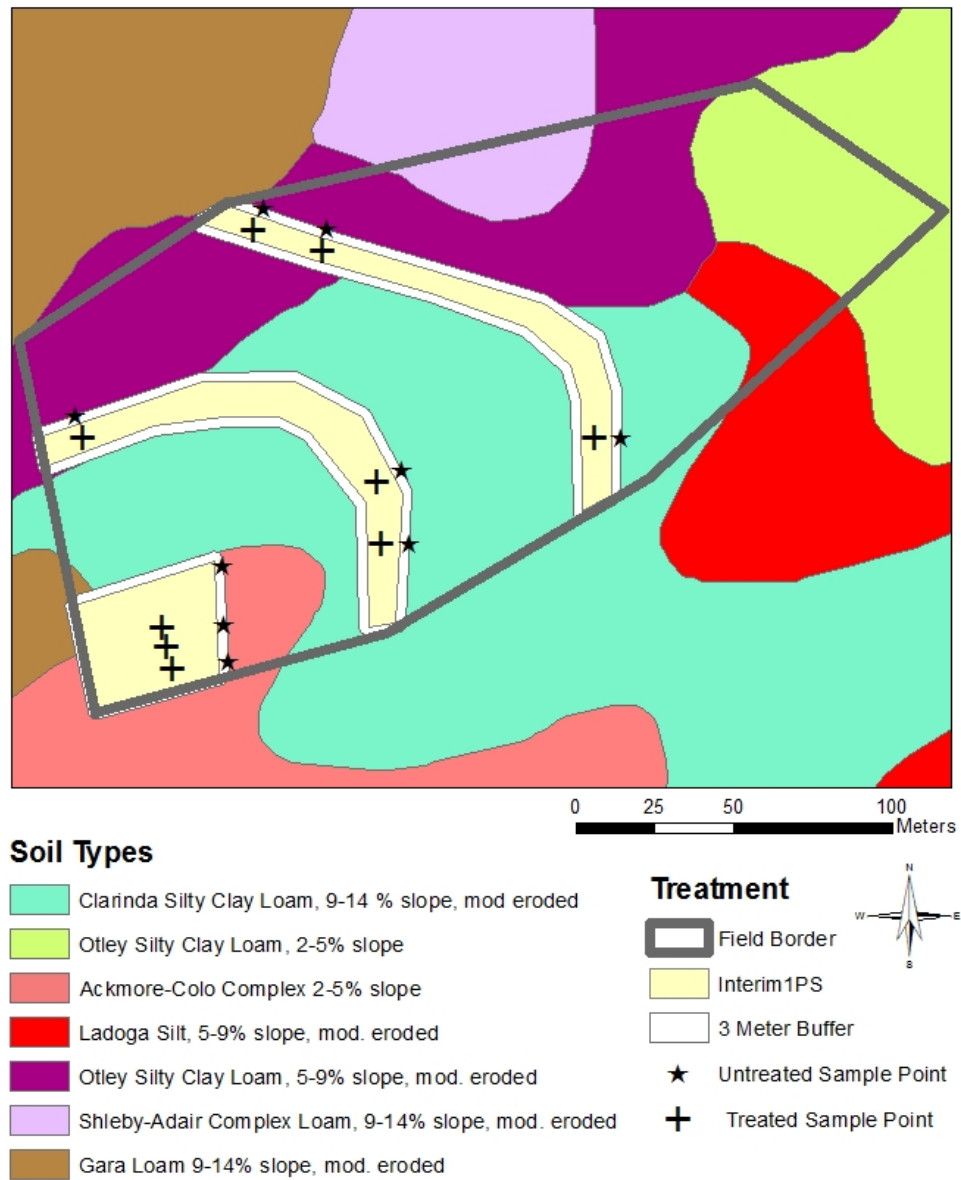 0 25 50 100
Meters
Soil Types
Clarinda Silty Clay Loam, 9-14 % slope, mod eroded
Otley Silty Clay Loam, 2-5% slope
Ackmore-Colo Complex 2-5% slope
Ladoga Silt, 5-9% slope, mod. eroded
Otley Silty Clay Loam, 5-9% slope, mod. eroded
Shleby-Adair Complex Loam, 9-14% slope, mod. eroded
Gara Loam 9-14% slope, mod. eroded
Treatment
Field Border
Interim1PS
3 Meter Buffer
Untreated Sample Point
Treated Sample Point
N
W E
S